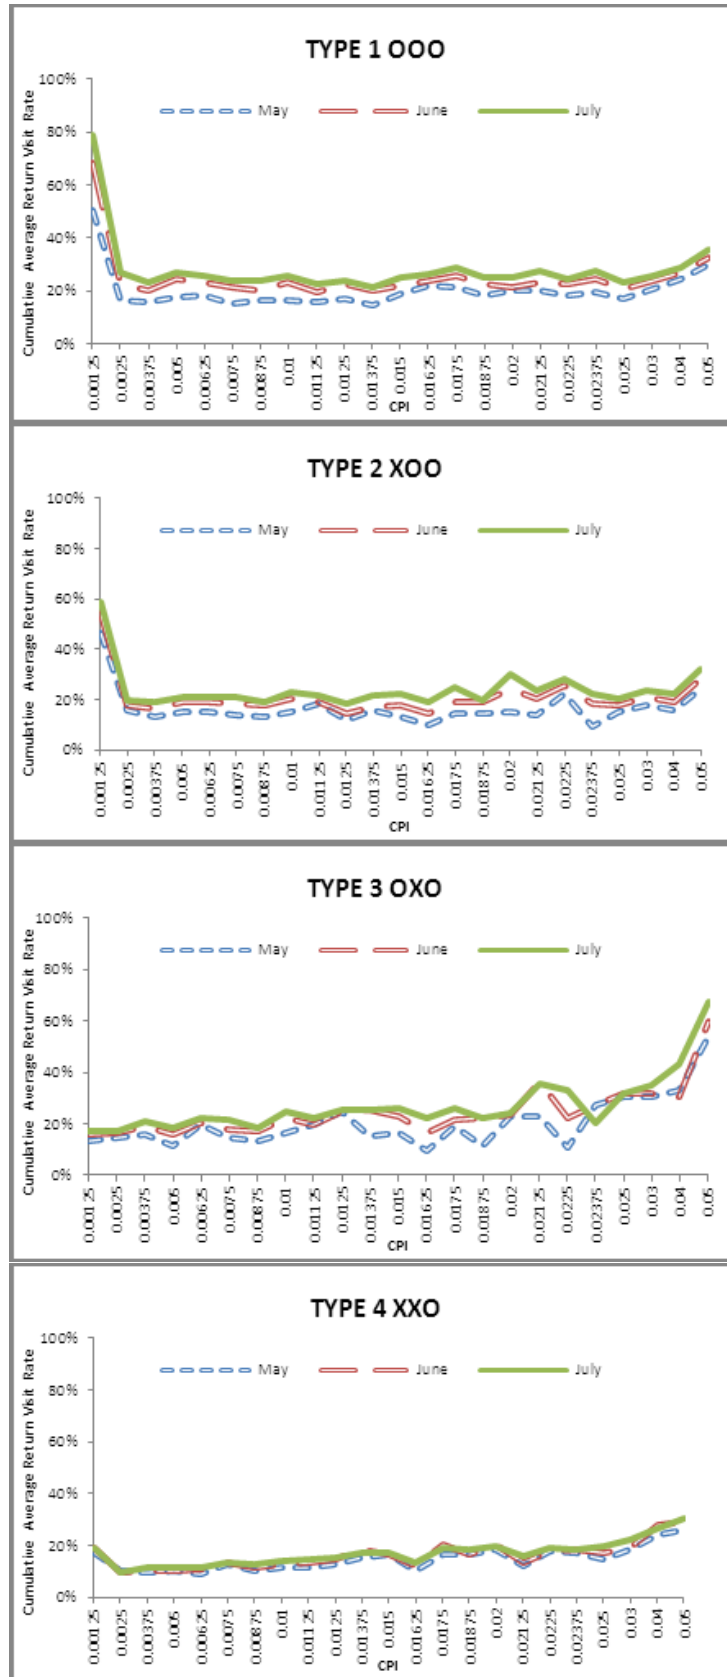 TYPE 1 OOO
Cumulative Average Return Visit Rate
100%
80%
60%
40%
20%
0%
May June July
0.00125 0.0025 0.00375 0.005 0.00625 0.0075 0.00875 0.01 0.01125 0.0125 0.01375 0.015 0.01625 0.0175 0.01875 0.02 0.02125 0.0225 0.02375 0.025 0.03 0.04 0.05
CPI
TYPE 2 XOO
Cumulative Average Return Visit Rate
100%
80%
60%
40%
20%
0%
May June July
0.00125 0.0025 0.00375 0.005 0.00625 0.0075 0.00875 0.01 0.01125 0.0125 0.01375 0.015 0.01625 0.0175 0.01875 0.02 0.02125 0.0225 0.02375 0.025 0.03 0.04 0.05
CPI
TYPE 3 OXO
Cumulative Average Return Visit Rate
100%
80%
60%
40%
20%
0%
May June July
0.00125 0.0025 0.00375 0.005 0.00625 0.0075 0.00875 0.01 0.01125 0.0125 0.01375 0.015 0.01625 0.0175 0.01875 0.02 0.02125 0.0225 0.02375 0.025 0.03 0.04 0.05
CPI
TYPE 4 XXO
Cumulative Average Return Visit Rate
100%
80%
60%
40%
20%
0%
May June July
0.00125 0.0025 0.00375 0.005 0.00625 0.0075 0.00875 0.01 0.01125 0.0125 0.01375 0.015 0.01625 0.0175 0.01875 0.02 0.02125 0.0225 0.02375 0.025 0.03 0.04 0.05
CPI